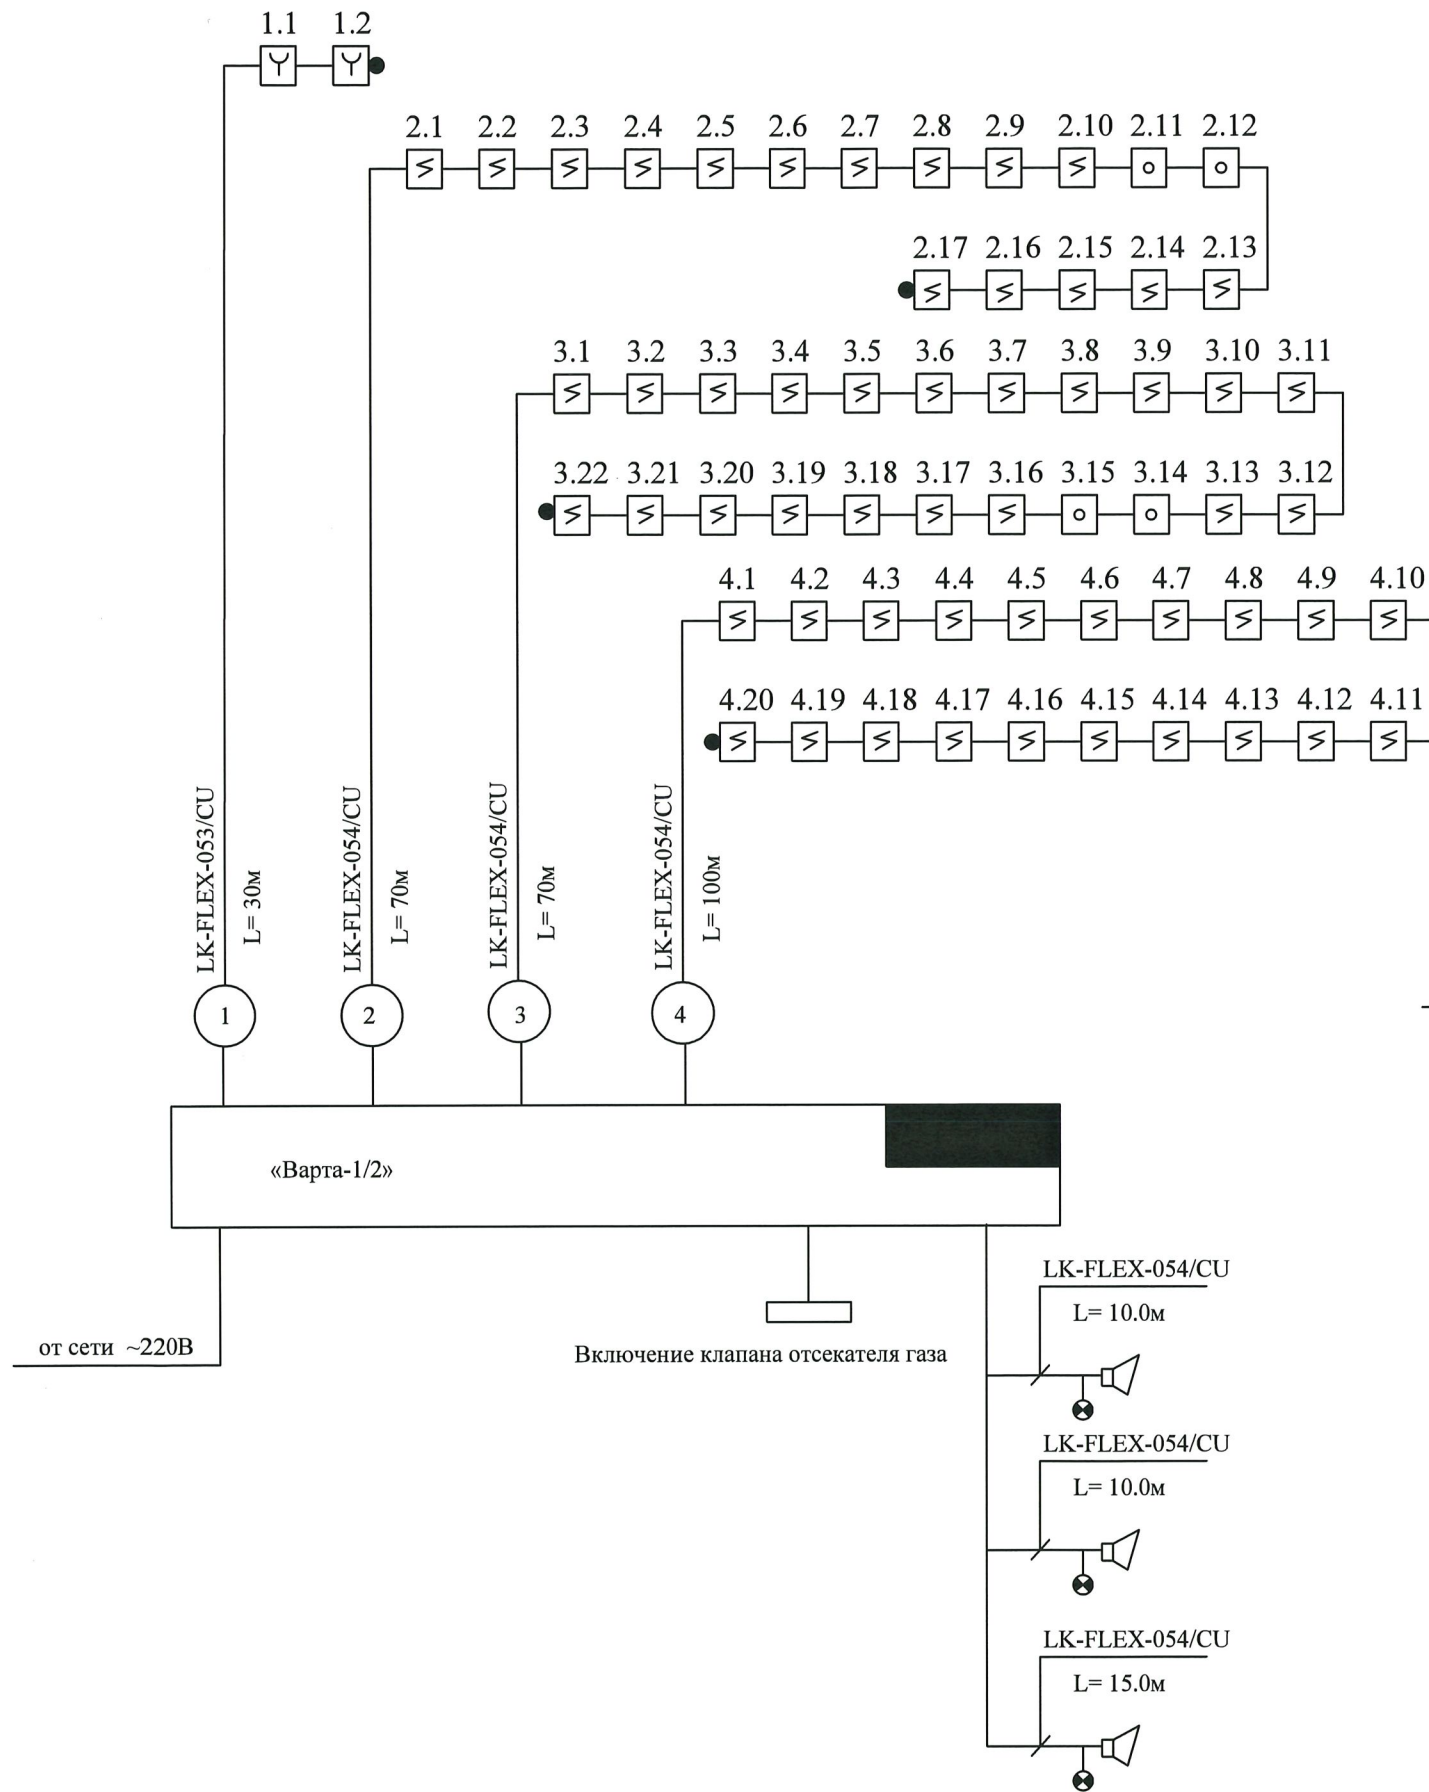 1.1 1.2
2.1 2.2 2.3 2.4 2.5 2.6 2.7 2.8 2.9 2.10 2.11 2.12
2.17 2.16 2.15 2.14 2.13
3.1 3.2 3.3 3.4 3.5 3.6 3.7 3.8 3.9 3.10 3.11
3.22 3.21 3.20 3.19 3.18 3.17 3.16 3.15 3.14 3.13 3.12
4.1 4.2 4.3 4.4 4.5 4.6 4.7 4.8 4.9 4.10
4.20 4.19 4.18 4.17 4.16 4.15 4.14 4.13 4.12 4.11
LK-FLEX-053/CU
L= 30м
LK-FLEX-054/CU
L= 70м
LK-FLEX-054/CU
L= 70м
LK-FLEX-054/CU
L= 100м
1 2 3 4
«Варта-1/2»
от сети ~220В
Включение клапана отсекателя газа
LK-FLEX-054/CU
L= 10.0м
LK-FLEX-054/CU
L= 10.0м
LK-FLEX-054/CU
L= 15.0м